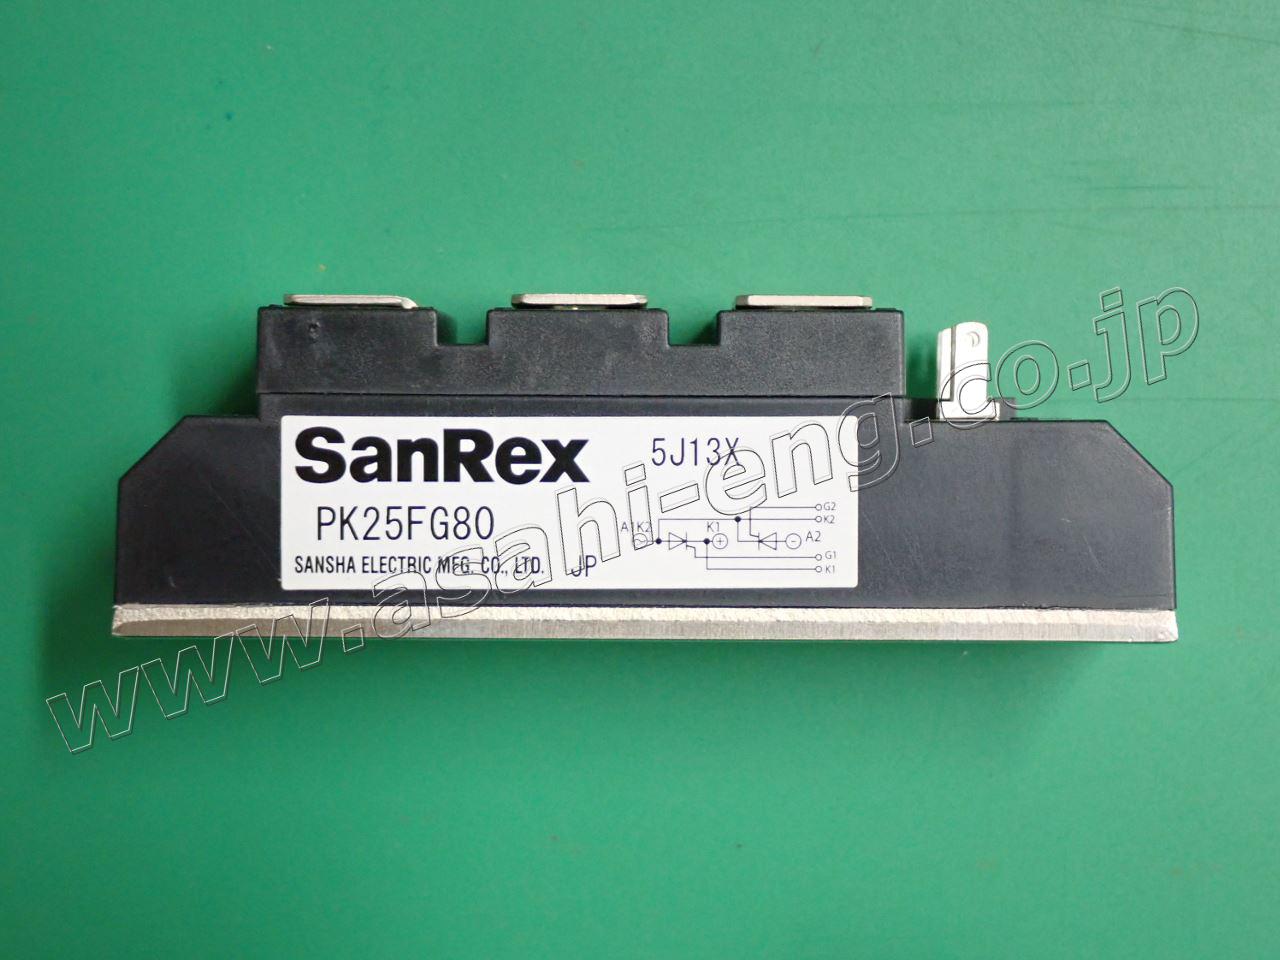 SanRex 5J13X
PK25FG80
SANSHA ELECTRIC MFG. CO., LTD. JP
G2
K2
A1K2 K1 A2
~ + −
G1
K1
www.asahi-eng.co.jp